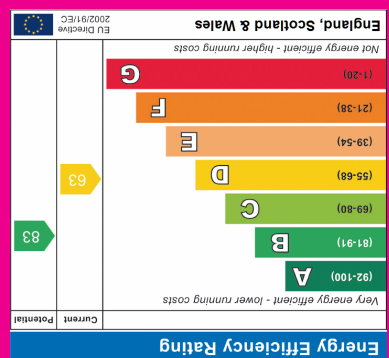 Energy Efficiency Rating
Current Potential
Very energy efficient - lower running costs
(92-100) A
(81-91) B
(69-80) C
(55-68) D
(39-54) E
(21-38) F
(1-20) G
63
83
Not energy efficient - higher running costs
England, Scotland & Wales
EU Directive
2002/91/EC